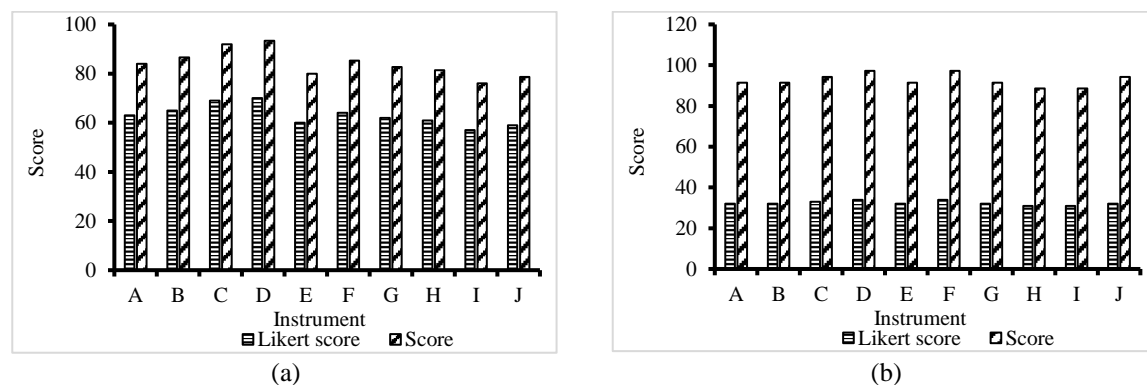 100
80
60
40
20
0
Score
A B C D E F G H I J
Instrument
Likert score Score
(a)
120
100
80
60
40
20
0
Score
A B C D E F G H I J
Instrument
Likert score Score
(b)